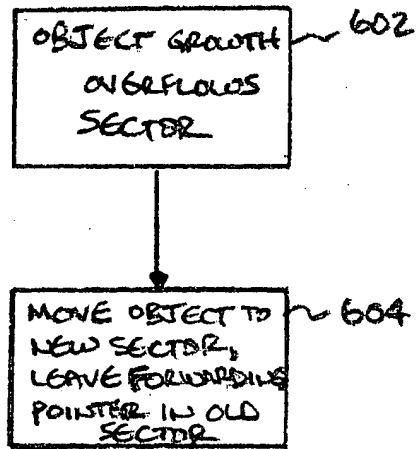 OBJECT GROWTH
OVERFLOWS
SECTOR
602
MOVE OBJECT TO
NEW SECTOR,
LEAVE FORWARDING
POINTER IN OLD
SECTOR
604